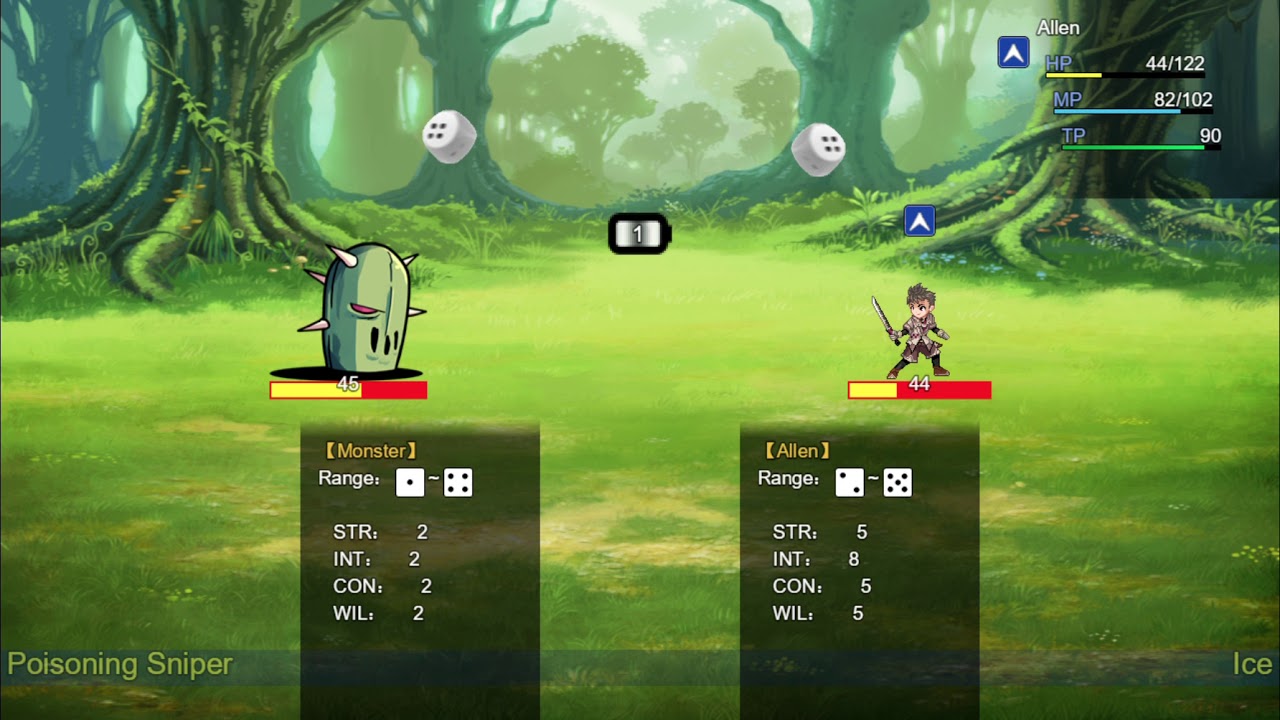 Allen
HP 44/122
MP 82/102
TP 90
1
45
44
【Monster】
Range: ~
STR: 2
INT: 2
CON: 2
WIL: 2
【Allen】
Range: ~
STR: 5
INT: 8
CON: 5
WIL: 5
Poisoning Sniper
Ice